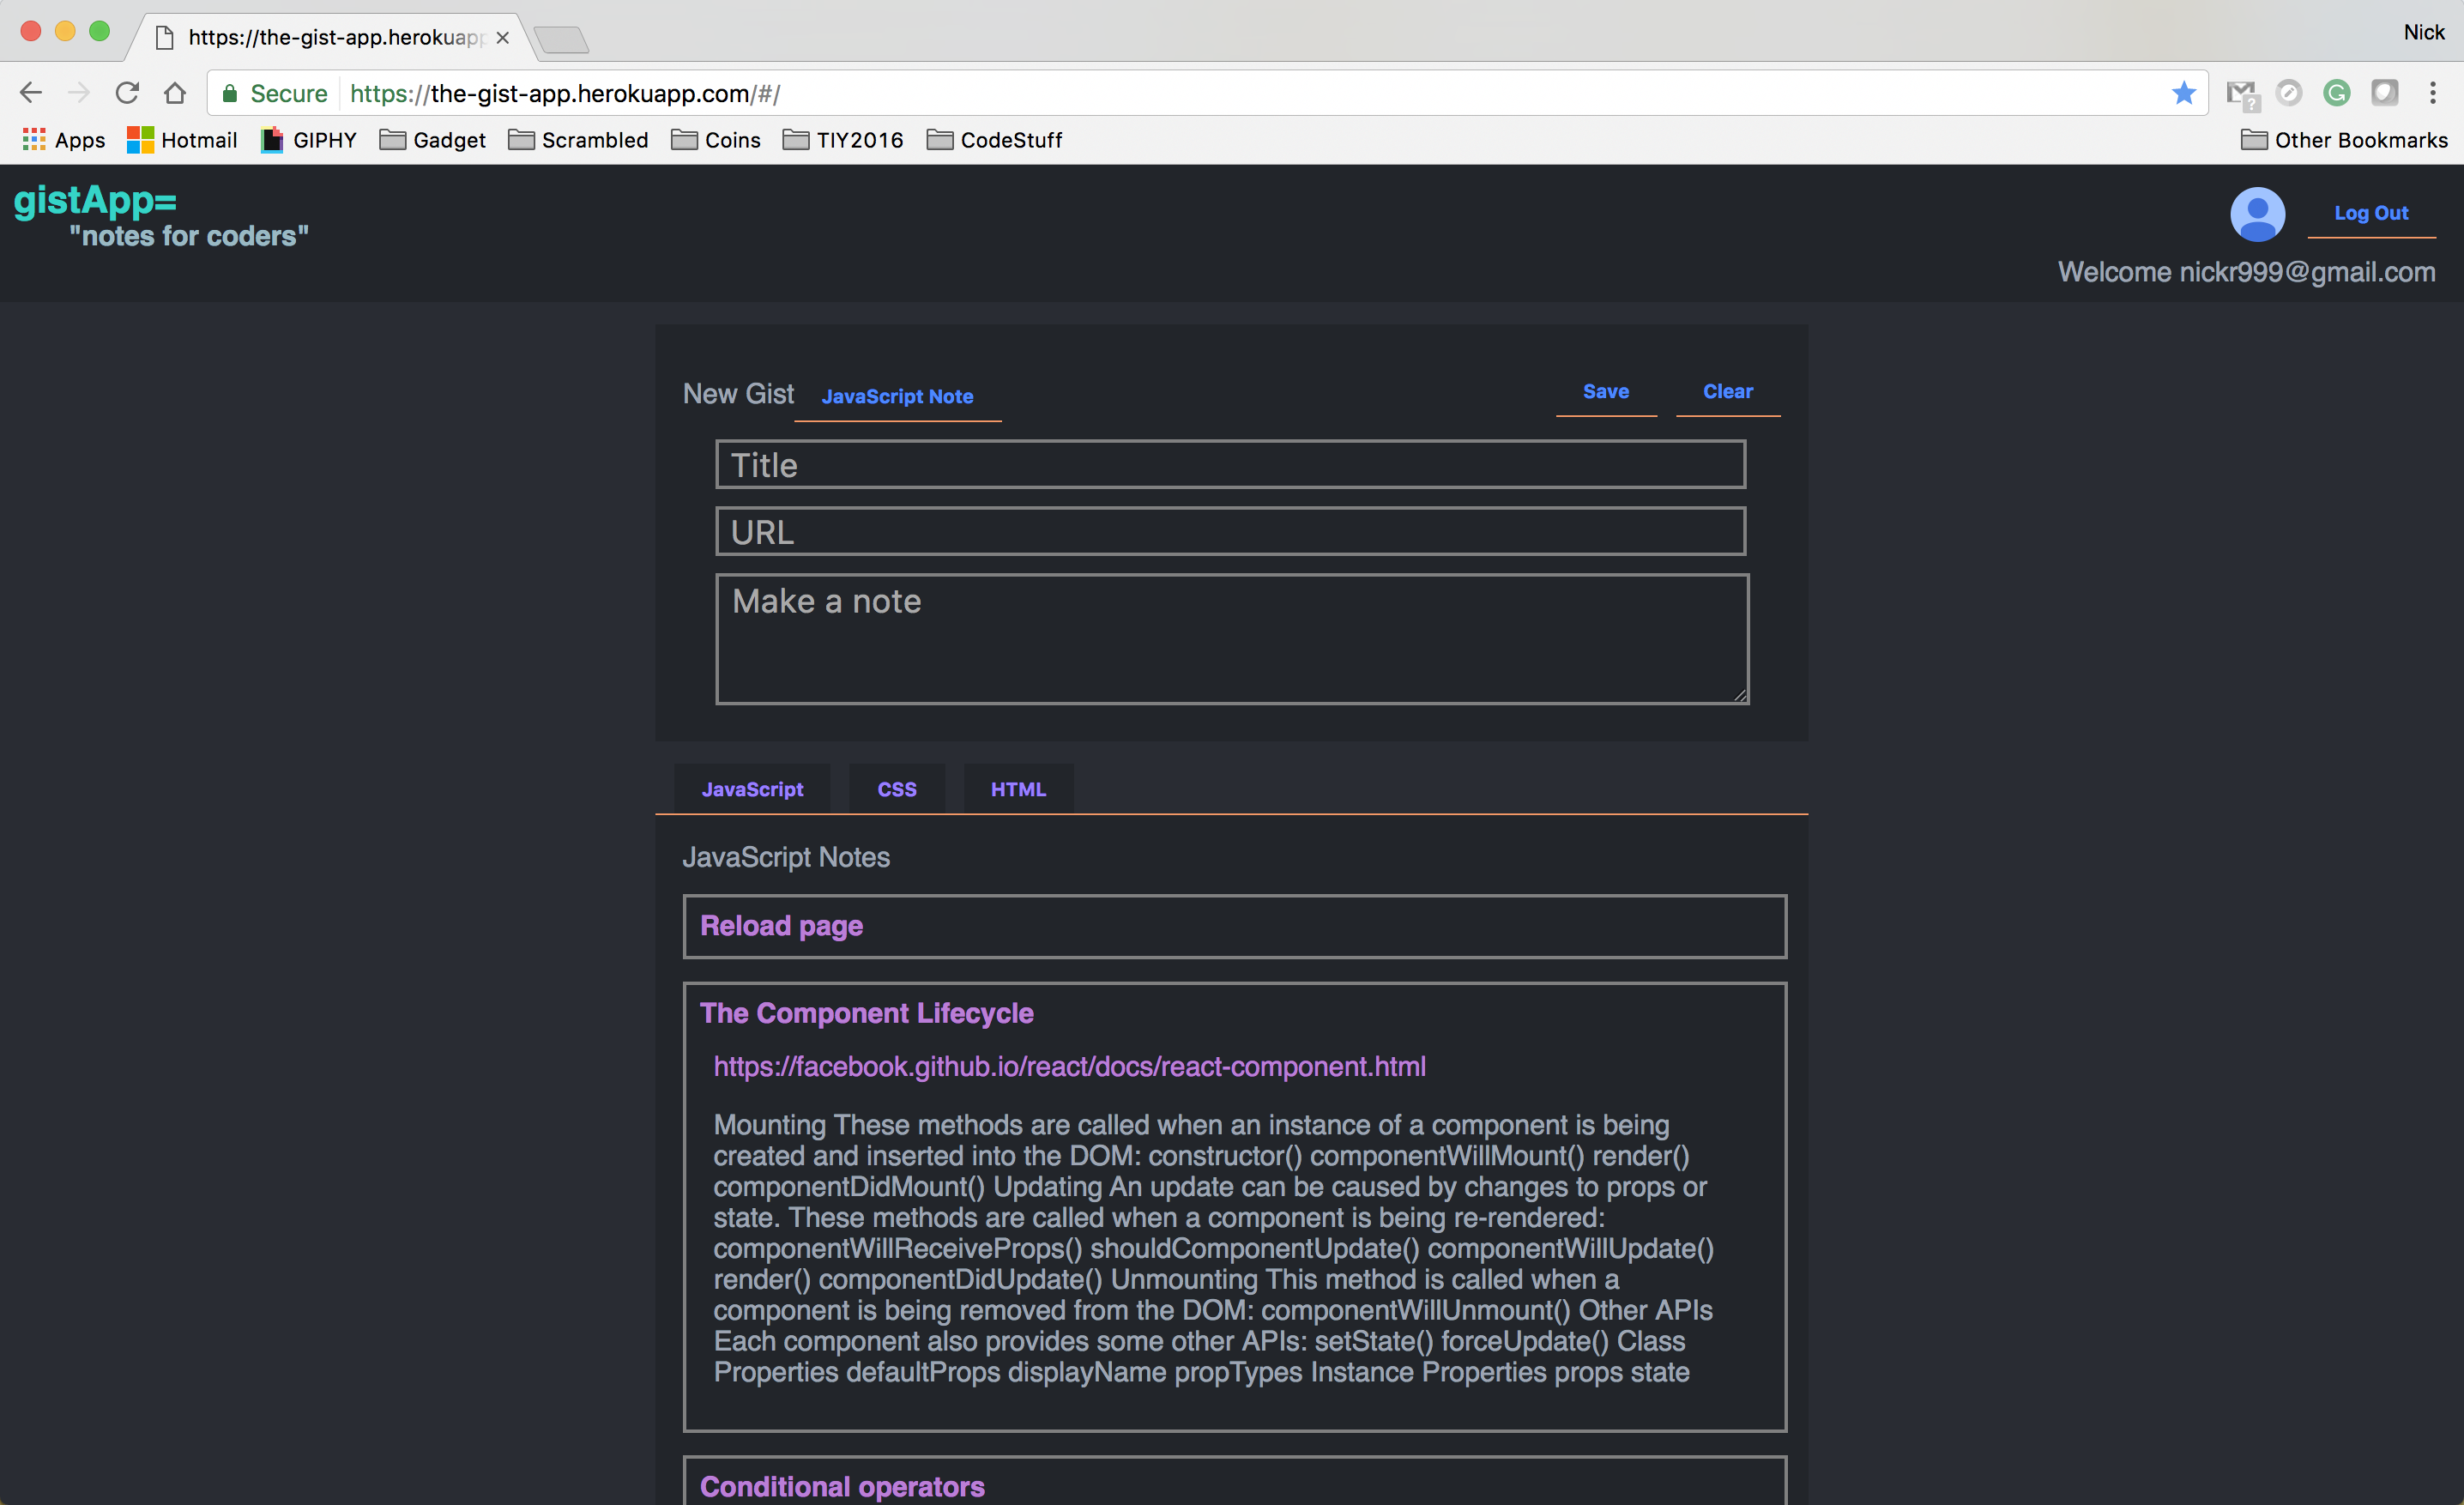 https://the-gist-app.herokuapp
Nick
Secure https://the-gist-app.herokuapp.com/#/
Apps Hotmail GIPHY Gadget Scrambled Coins TIY2016 CodeStuff Other Bookmarks
gistApp=
"notes for coders"
Log Out
Welcome nickr999@gmail.com
New Gist JavaScript Note Save Clear
Title
URL
Make a note
JavaScript CSS HTML
JavaScript Notes
Reload page
The Component Lifecycle
https://facebook.github.io/react/docs/react-component.html
Mounting These methods are called when an instance of a component is being
created and inserted into the DOM: constructor() componentWillMount() render()
componentDidMount() Updating An update can be caused by changes to props or
state. These methods are called when a component is being re-rendered:
componentWillReceiveProps() shouldComponentUpdate() componentWillUpdate()
render() componentDidUpdate() Unmounting This method is called when a
component is being removed from the DOM: componentWillUnmount() Other APIs
Each component also provides some other APIs: setState() forceUpdate() Class
Properties defaultProps displayName propTypes Instance Properties props state
Conditional operators